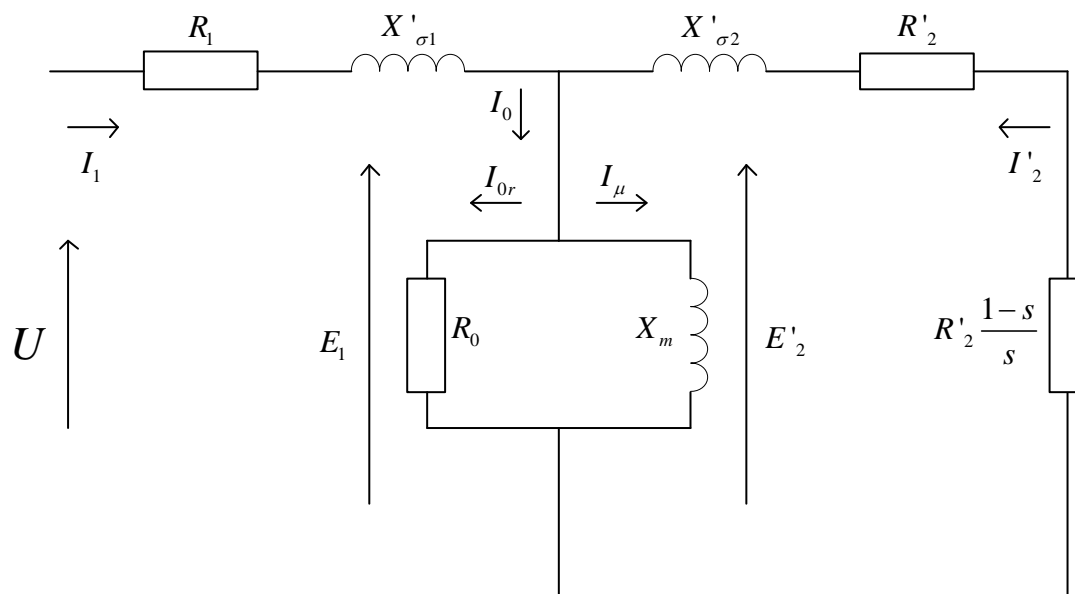 R₁
X'σ1
X'σ2
R'₂
I₀
I₁
I₀ᵣ
Iμ
I'₂
U
E₁
R₀
Xₘ
E'₂
R'₂ (1−s)/s